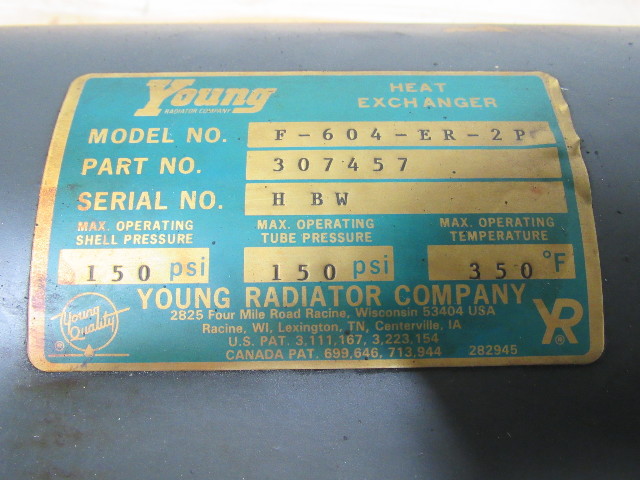 Young
RADIATOR COMPANY
HEAT
EXCHANGER
MODEL NO. F-604-ER-2P
PART NO. 307457
SERIAL NO. H BW
MAX. OPERATING
SHELL PRESSURE
150 psi
MAX. OPERATING
TUBE PRESSURE
150 psi
MAX. OPERATING
TEMPERATURE
350 °F
Young
Quality
®
YOUNG RADIATOR COMPANY
2825 Four Mile Road Racine, Wisconsin 53404 USA
Racine, WI. Lexington, TN, Centerville, IA
U.S. PAT. 3,111,167, 3,223,154
CANADA PAT. 699,646, 713,944
282945
YR
®